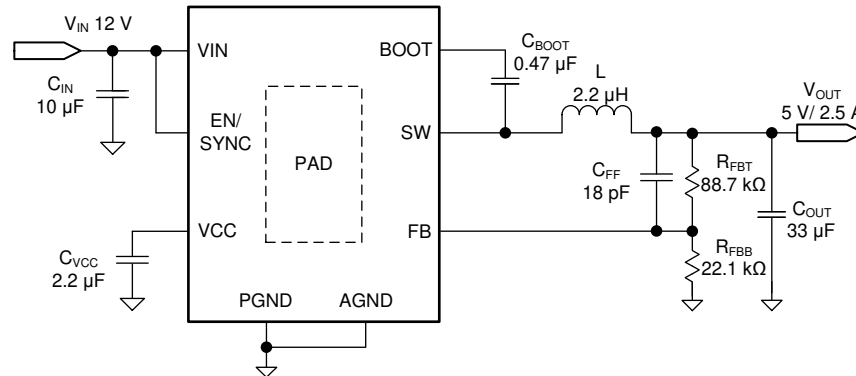 V_IN 12 V
VIN
C_IN
10 µF
EN/
SYNC
PAD
VCC
C_VCC
2.2 µF
PGND
AGND
BOOT
SW
FB
C_BOOT
0.47 µF
L
2.2 µH
C_FF
18 pF
R_FBT
88.7 kΩ
R_FBB
22.1 kΩ
V_OUT
5 V/ 2.5 A
C_OUT
33 µF